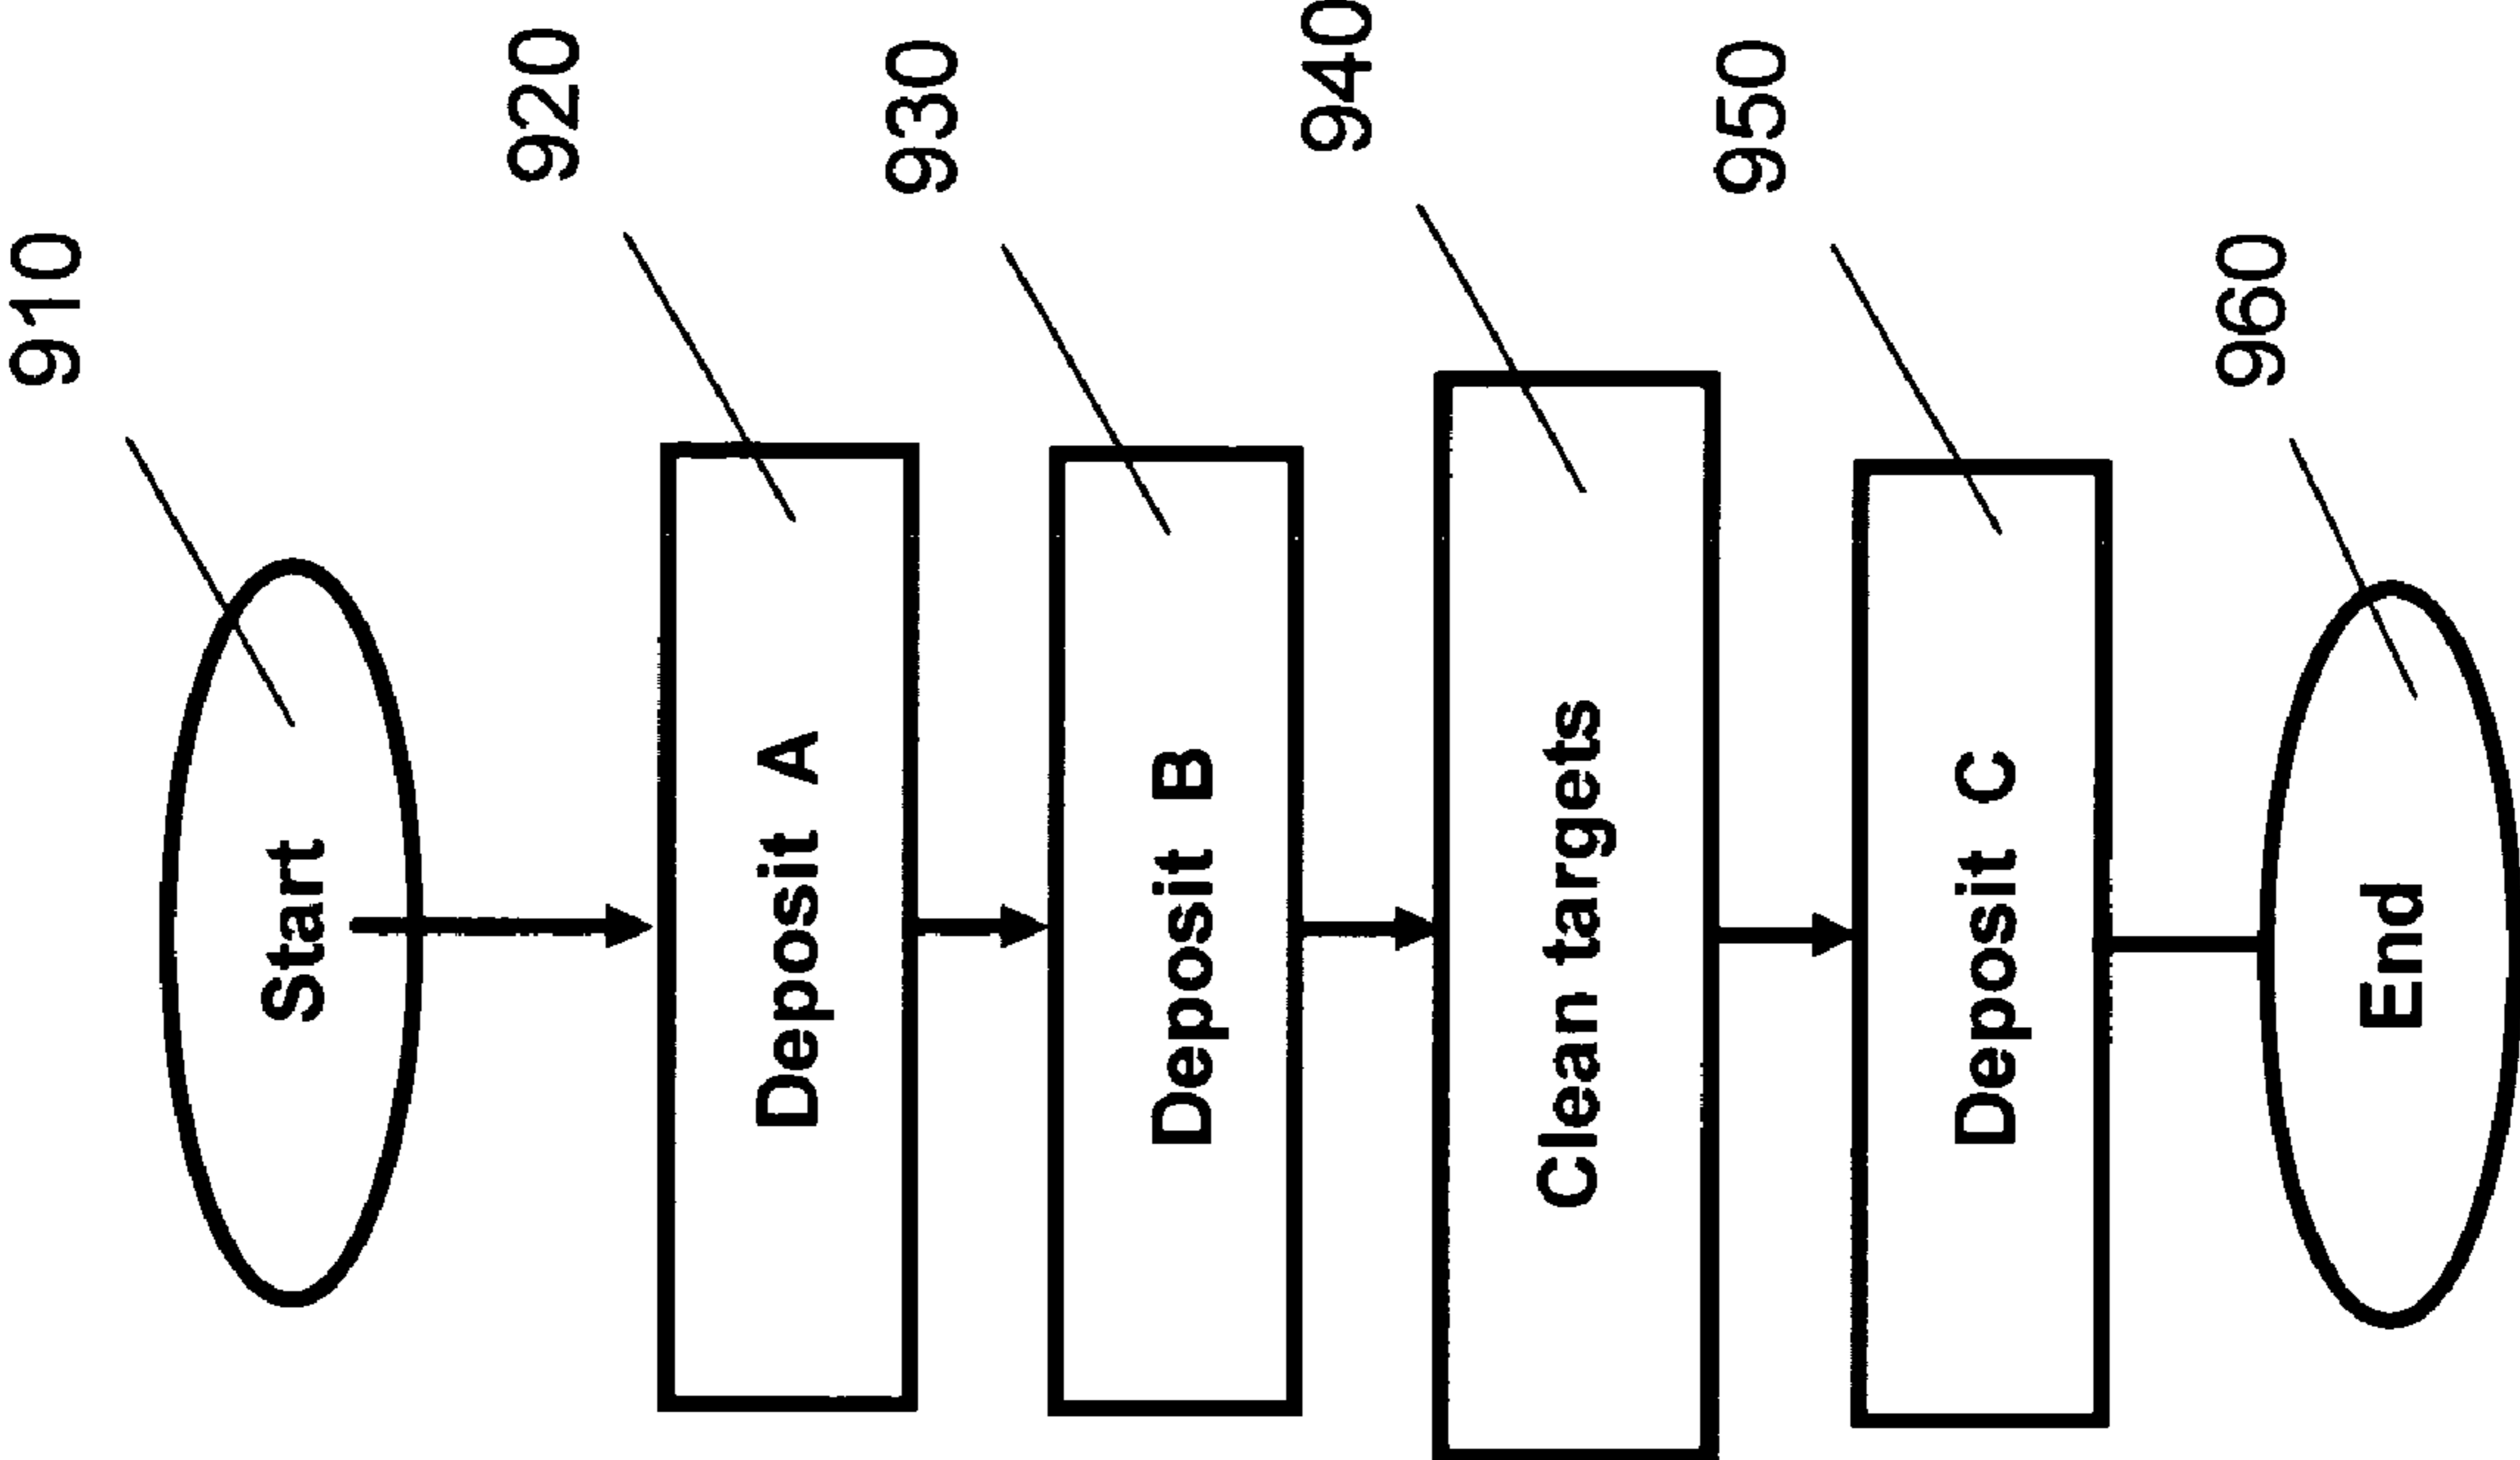 910
Start
920
Deposit A
930
Deposit B
940
Clean targets
950
Deposit C
960
End